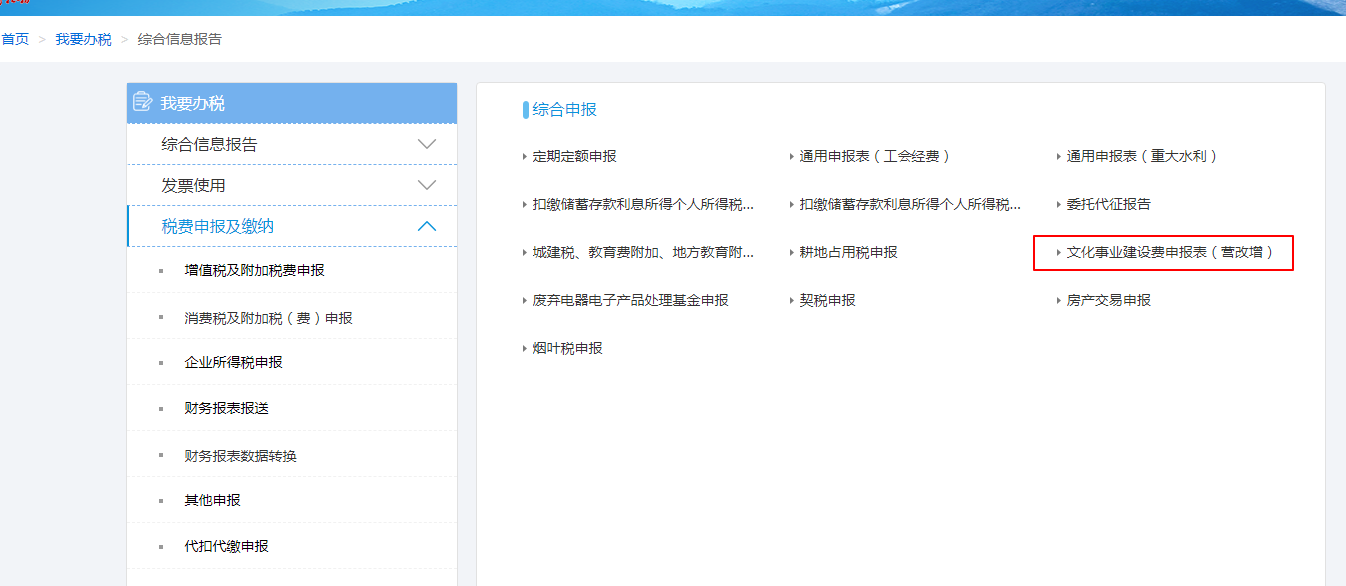 首页 > 我要办税 > 综合信息报告
我要办税
综合信息报告
发票使用
税费申报及缴纳
增值税及附加税费申报
消费税及附加税（费）申报
企业所得税申报
财务报表报送
财务报表数据转换
其他申报
代扣代缴申报
综合申报
定期定额申报
通用申报表（工会经费）
通用申报表（重大水利）
扣缴储蓄存款利息所得个人所得税...
扣缴储蓄存款利息所得个人所得税...
委托代征报告
城建税、教育费附加、地方教育附...
耕地占用税申报
文化事业建设费申报表（营改增）
废弃电器电子产品处理基金申报
契税申报
房产交易申报
烟叶税申报